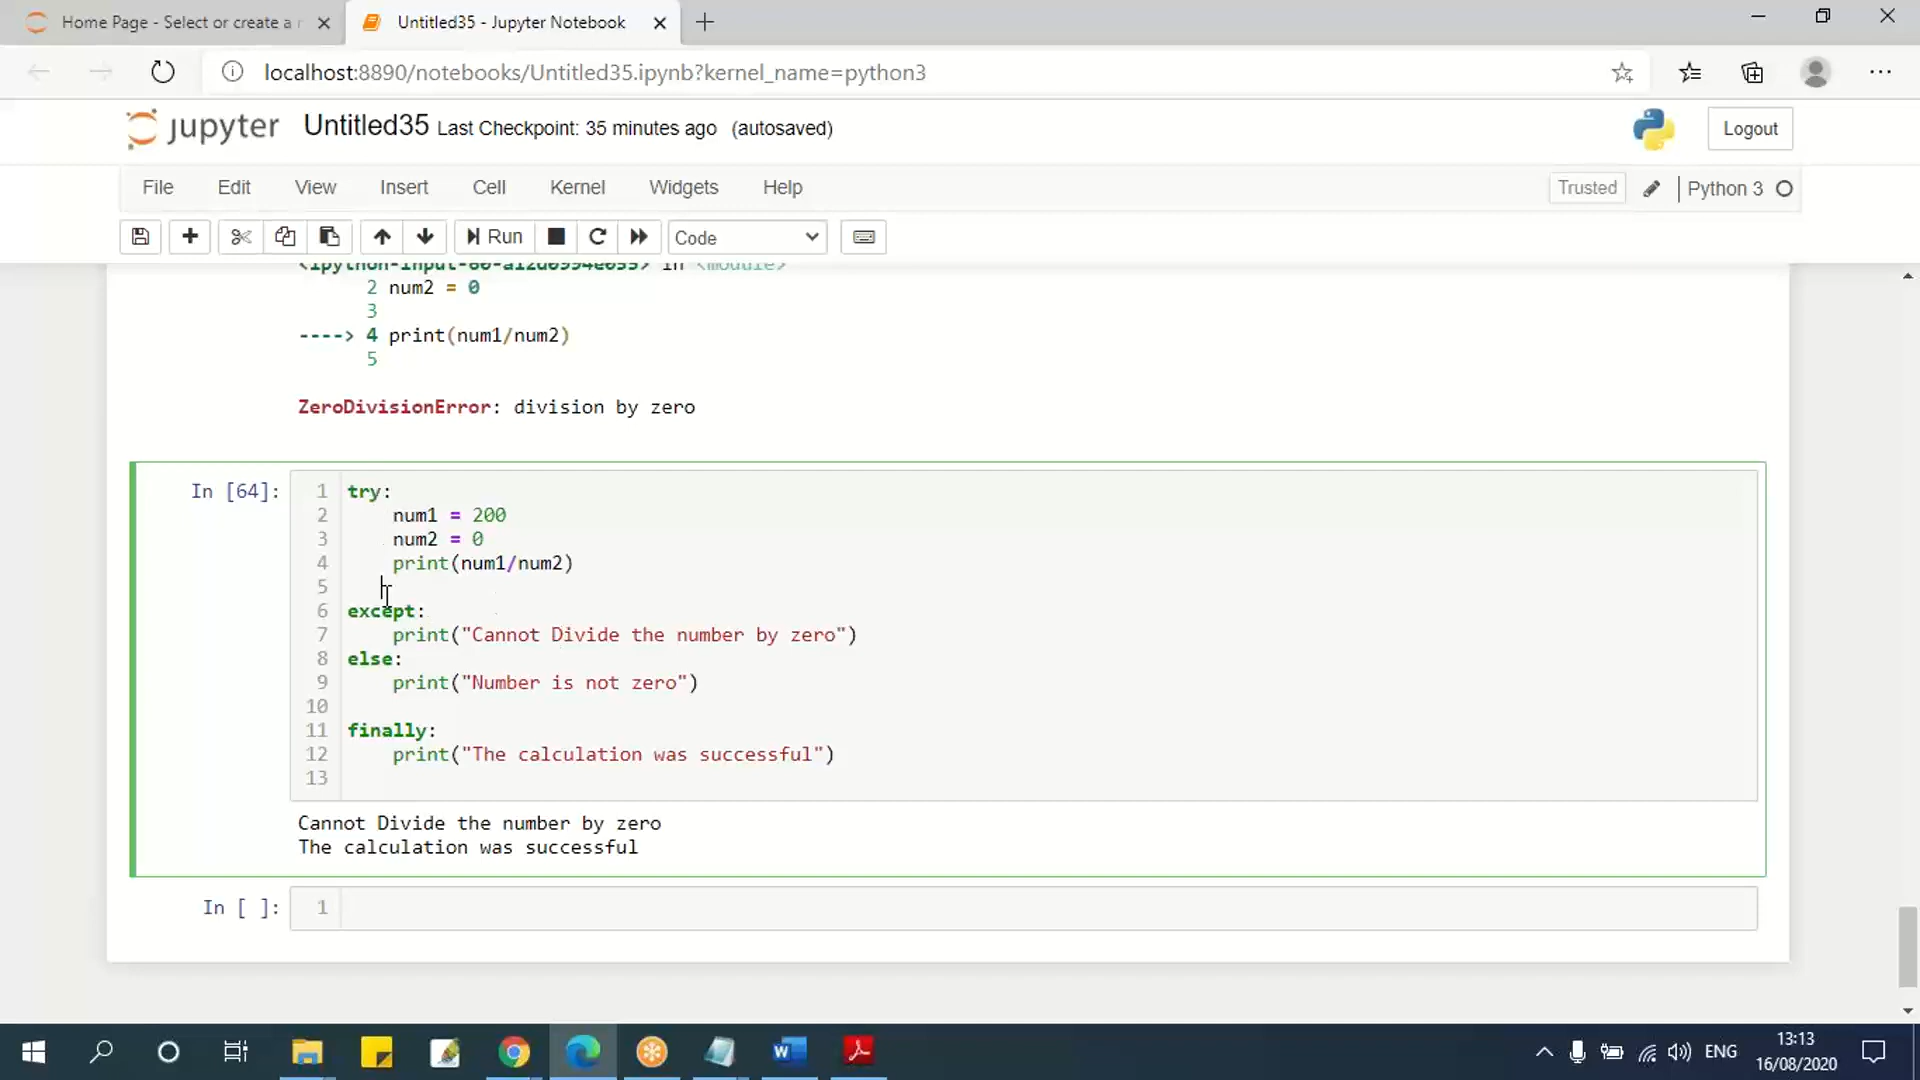 Home Page - Select or create a n
Untitled35 - Jupyter Notebook
localhost:8890/notebooks/Untitled35.ipynb?kernel_name=python3
jupyter Untitled35 Last Checkpoint: 35 minutes ago (autosaved)
Logout
File Edit View Insert Cell Kernel Widgets Help
Trusted Python 3
Run Code
in <module>
2 num2 = 0
3
----> 4 print(num1/num2)
5
ZeroDivisionError: division by zero
In [64]:
1 try:
2 num1 = 200
3 num2 = 0
4 print(num1/num2)
5
6 except:
7 print("Cannot Divide the number by zero")
8 else:
9 print("Number is not zero")
10
11 finally:
12 print("The calculation was successful")
13
Cannot Divide the number by zero
The calculation was successful
In [ ]: 1
ENG
13:13
16/08/2020